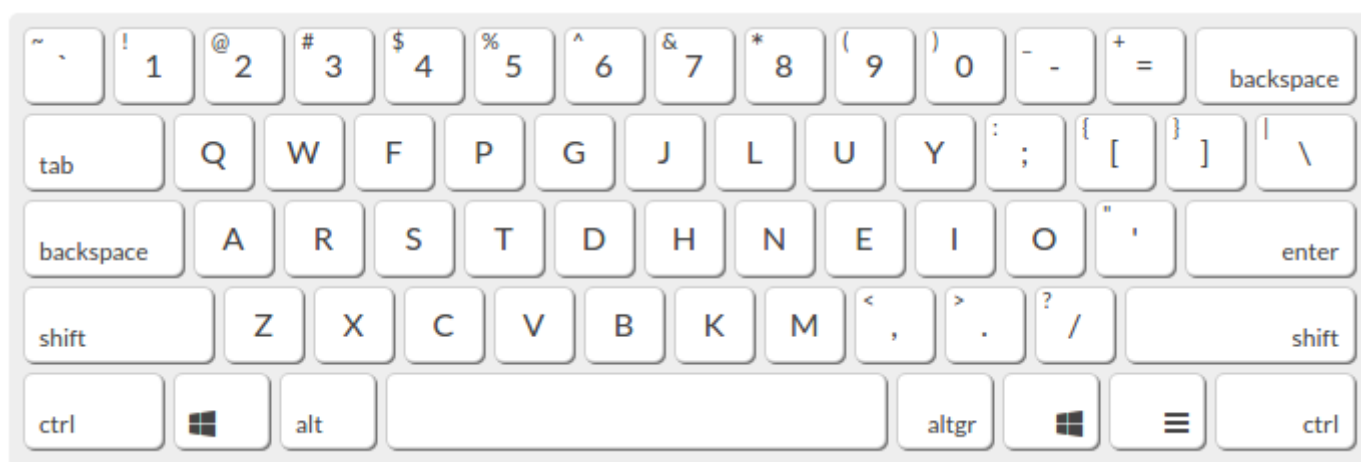 ~ ` ! 1 @ 2 # 3 $ 4 % 5 ^ 6 & 7 * 8 ( 9 ) 0 _ - + = backspace
tab Q W F P G J L U Y : ; { [ } ] | \
backspace A R S T D H N E I O " ' enter
shift Z X C V B K M < , > . ? / shift
ctrl alt altgr ctrl